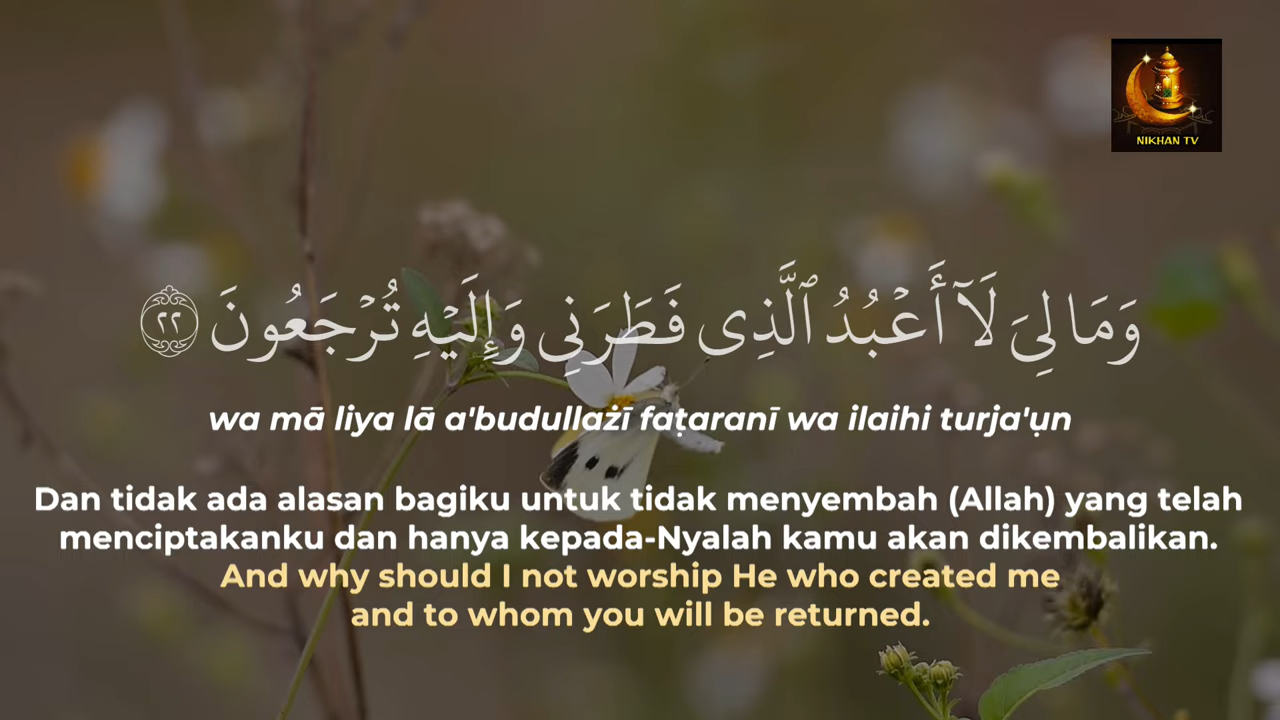 NIKHAN TV
وَمَا لِيَ لَآ أَعْبُدُ ٱلَّذِى فَطَرَنِى وَإِلَيْهِ تُرْجَعُونَ ٢٢
wa mā liya lā a'budullażī faṭaranī wa ilaihi turja'ụn
Dan tidak ada alasan bagiku untuk tidak menyembah (Allah) yang telah
menciptakanku dan hanya kepada-Nyalah kamu akan dikembalikan.
And why should I not worship He who created me
and to whom you will be returned.